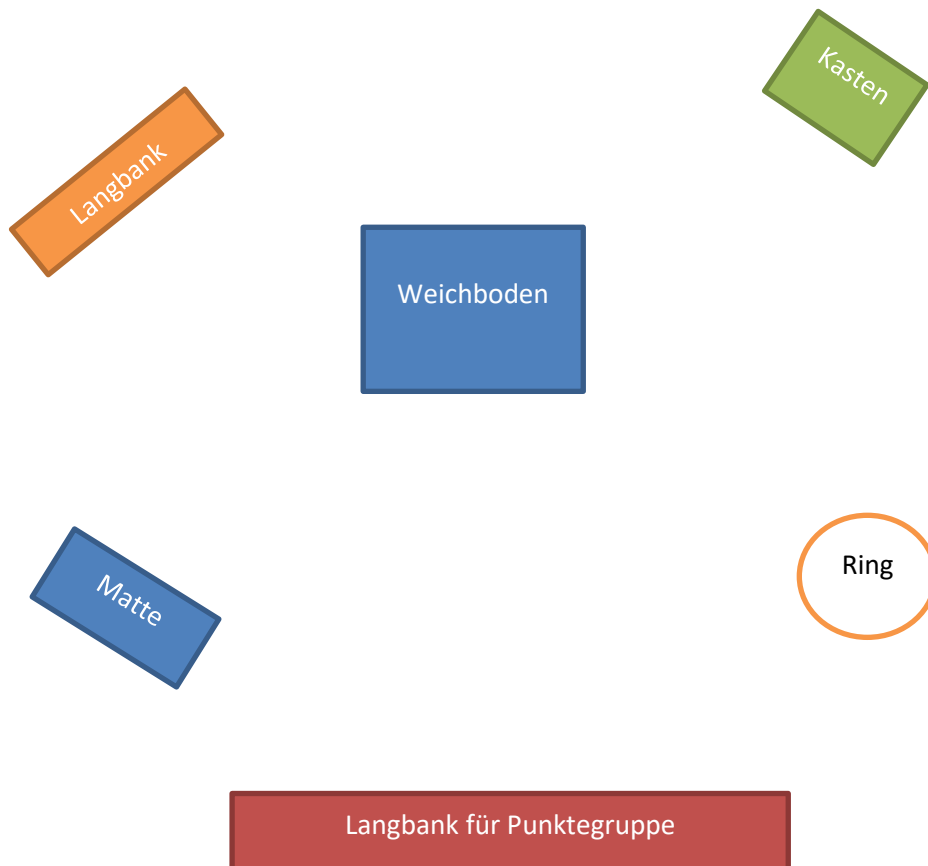 Kasten
Langbank
Weichboden
Ring
Matte
Langbank für Punktegruppe